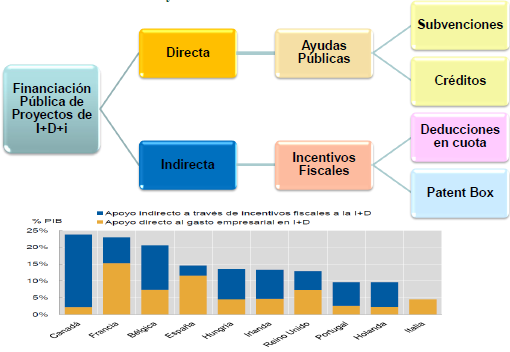 Financiación
Pública de
Proyectos de
I+D+i
Directa
Ayudas
Públicas
Subvenciones
Créditos
Indirecta
Incentivos
Fiscales
Deducciones
en cuota
Patent Box
% PIB
Apoyo indirecto a través de incentivos fiscales a la I+D
Apoyo directo al gasto empresarial en I+D
25%
20%
15%
10%
5%
0%
Canada
Francia
Bélgica
España
Hungría
Irlanda
Reino Unido
Portugal
Holanda
Italia